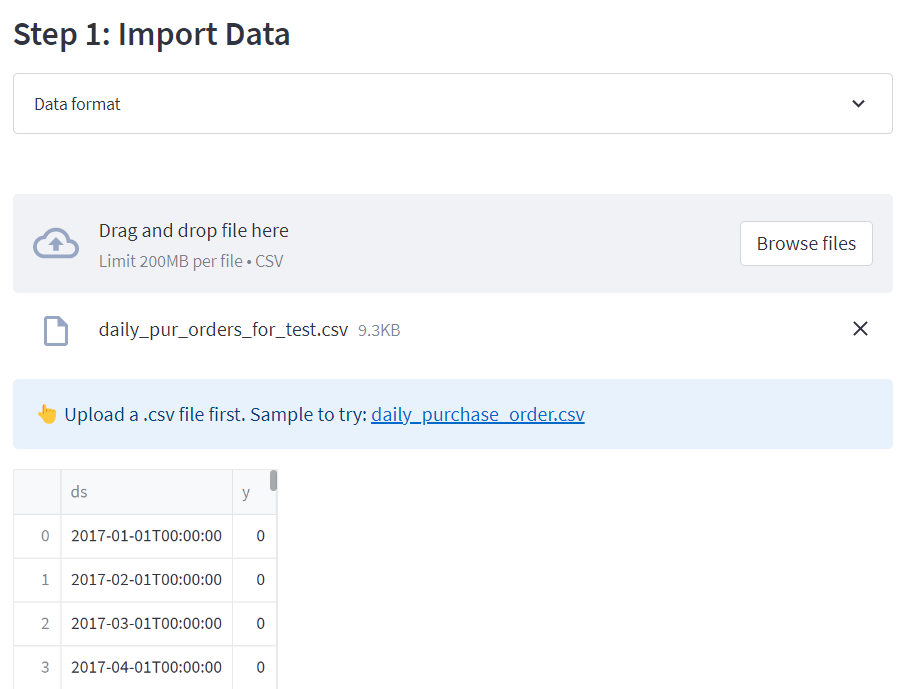 Step 1: Import Data
Data format
Drag and drop file here
Limit 200MB per file • CSV
Browse files
daily_pur_orders_for_test.csv 9.3KB
👆 Upload a .csv file first. Sample to try: daily_purchase_order.csv
ds y
0 2017-01-01T00:00:00 0
1 2017-02-01T00:00:00 0
2 2017-03-01T00:00:00 0
3 2017-04-01T00:00:00 0